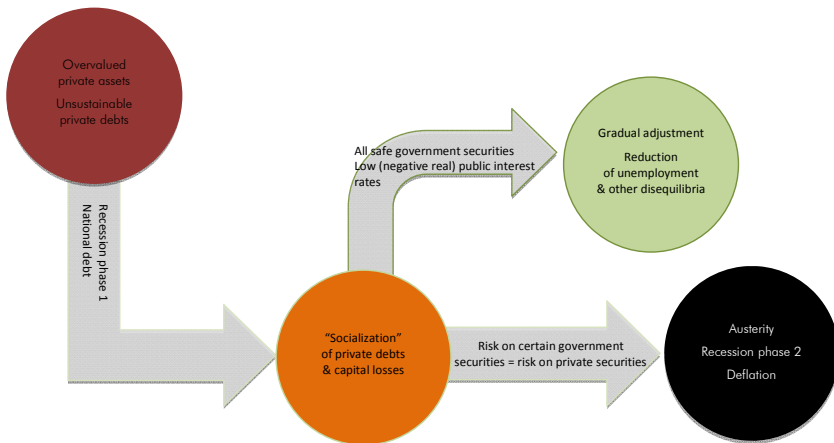 Overvalued
private assets
Unsustainable
private debts
Recession phase 1
National debt
"Socialization"
of private debts
& capital losses
All safe government securities
Low (negative real) public interest
rates
Gradual adjustment
Reduction
of unemployment
& other disequilibria
Risk on certain government
securities = risk on private securities
Austerity
Recession phase 2
Deflation